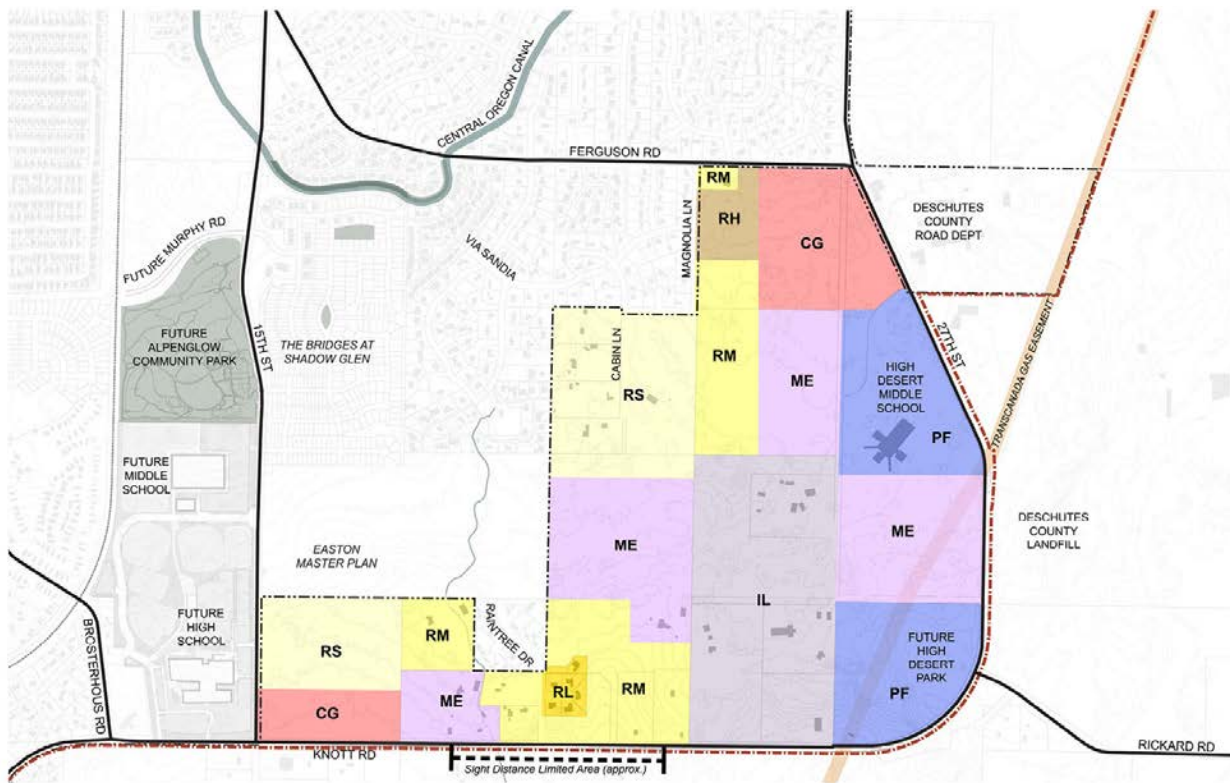 CENTRAL OREGON CANAL
FERGUSON RD
RM
RH
CG
DESCHUTES
COUNTY
ROAD DEPT
MAGNOLIA LN
VIA SANDIA
FUTURE MURPHY RD
FUTURE
ALPENGLOW
COMMUNITY PARK
15TH ST
THE BRIDGES AT
SHADOW GLEN
CABIN LN
RS
RM
ME
HIGH
DESERT
MIDDLE
SCHOOL
PF
27TH ST
TRANSCANADA GAS EASEMENT
FUTURE
MIDDLE
SCHOOL
ME
ME
DESCHUTES
COUNTY
LANDFILL
EASTON
MASTER PLAN
IL
FUTURE
HIGH
SCHOOL
BROSTERHOUS RD
RS
RM
RAINTREE DR
FUTURE HIGH
DESERT
PARK
PF
CG
ME
RL
RM
KNOTT RD
RICKARD RD
Sight Distance Limited Area (approx.)